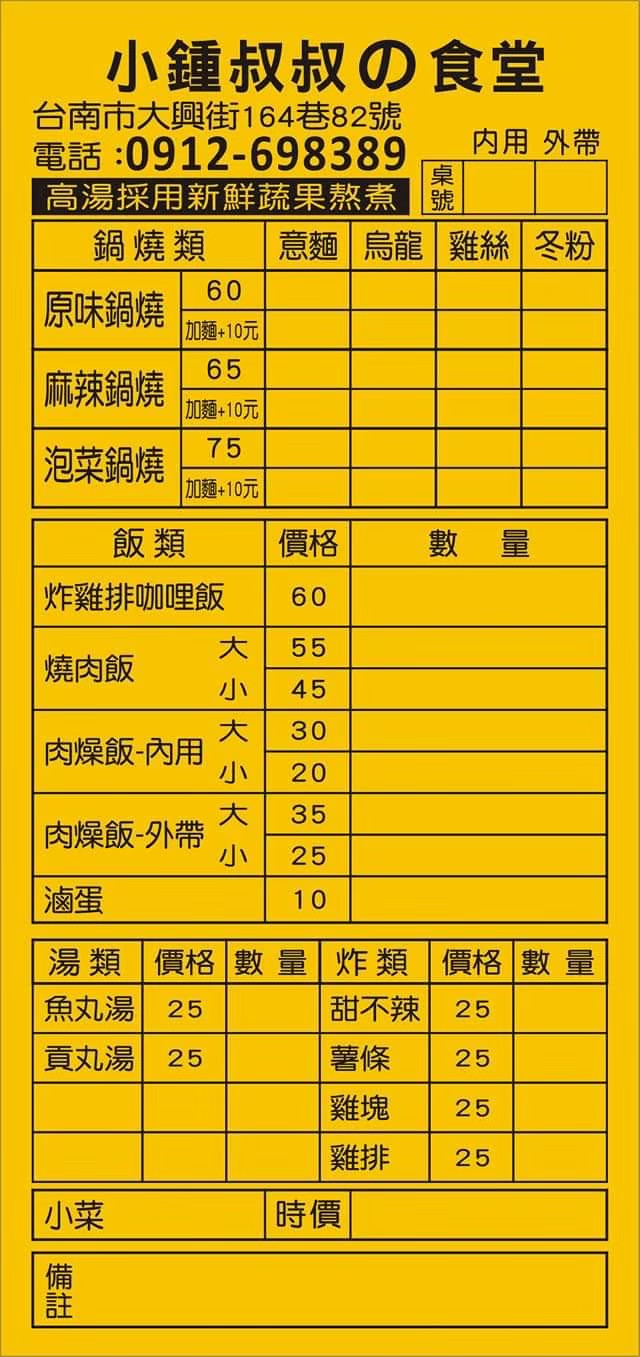 小鍾叔叔の食堂
台南市大興街164巷82號
電話:0912-698389
內用 外帶
高湯採用新鮮蔬果熬煮
桌號
鍋燒類 意麵 烏龍 雞絲 冬粉
原味鍋燒 60
加麵+10元
麻辣鍋燒 65
加麵+10元
泡菜鍋燒 75
加麵+10元
飯類 價格 數量
炸雞排咖哩飯 60
燒肉飯 大 55
小 45
肉燥飯-內用 大 30
小 20
肉燥飯-外帶 大 35
小 25
滷蛋 10
湯類 價格 數量 炸類 價格 數量
魚丸湯 25 甜不辣 25
貢丸湯 25 薯條 25
雞塊 25
雞排 25
小菜 時價
備註